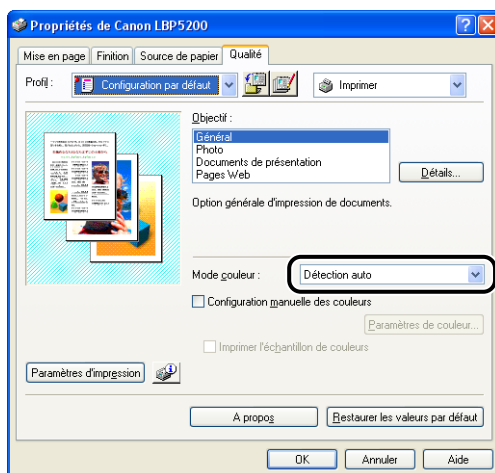 Propriétés de Canon LBP5200
Mise en page Finition Source de papier Qualité
Profil : Configuration par défaut Imprimer
Objectif :
Général
Photo
Documents de présentation
Pages Web
Détails...
Option générale d'impression de documents.
Mode couleur : Détection auto
Configuration manuelle des couleurs
Paramètres de couleur...
Imprimer l'échantillon de couleurs
Paramètres d'impression
A propos Restaurer les valeurs par défaut
OK Annuler Aide